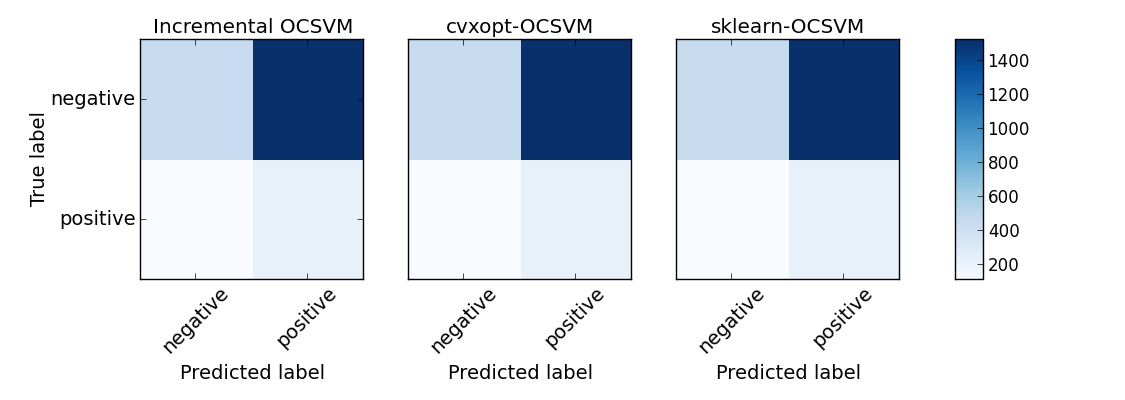 Incremental OCSVM
cvxopt-OCSVM
sklearn-OCSVM
True label
negative
positive
negative
positive
negative
positive
negative
positive
Predicted label
Predicted label
Predicted label
1400
1200
1000
800
600
400
200